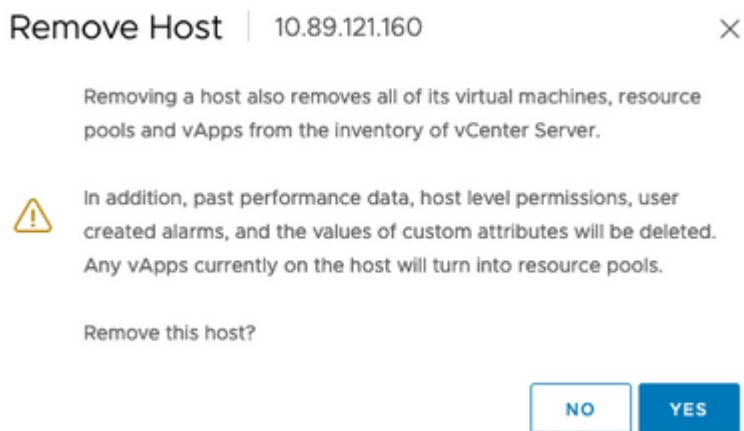 Remove Host 10.89.121.160
Removing a host also removes all of its virtual machines, resource
pools and vApps from the inventory of vCenter Server.
In addition, past performance data, host level permissions, user
created alarms, and the values of custom attributes will be deleted.
Any vApps currently on the host will turn into resource pools.
Remove this host?
NO YES